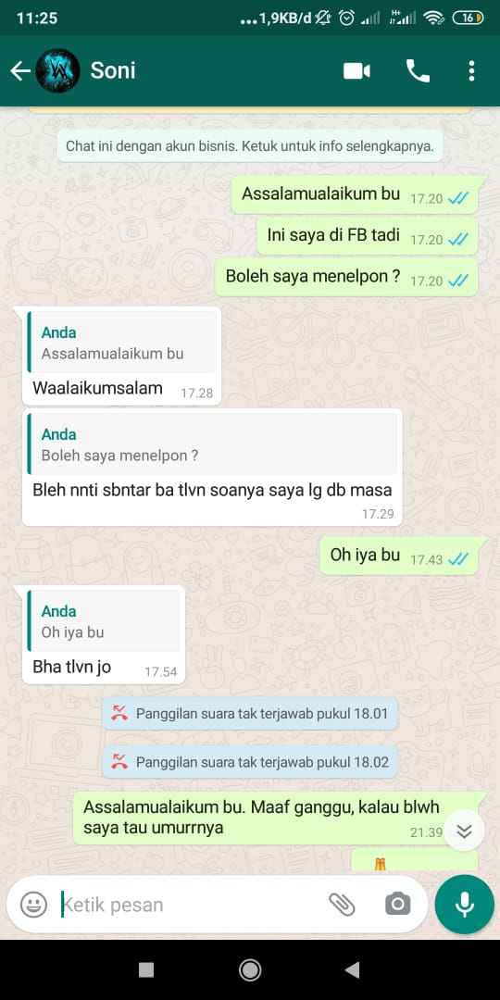 11:25
...1,9KB/d
H+
16
Soni
Chat ini dengan akun bisnis. Ketuk untuk info selengkapnya.
Assalamualaikum bu 17.20
Ini saya di FB tadi 17.20
Boleh saya menelpon ? 17.20
Anda
Assalamualaikum bu
Waalaikumsalam 17.28
Anda
Boleh saya menelpon ?
Bleh nnti sbntar ba tlvn soanya saya lg db masa
17.29
Oh iya bu 17.43
Anda
Oh iya bu
Bha tlvn jo 17.54
Panggilan suara tak terjawab pukul 18.01
Panggilan suara tak terjawab pukul 18.02
Assalamualaikum bu. Maaf ganggu, kalau blwh
saya tau umurrnya 21.39
Ketik pesan